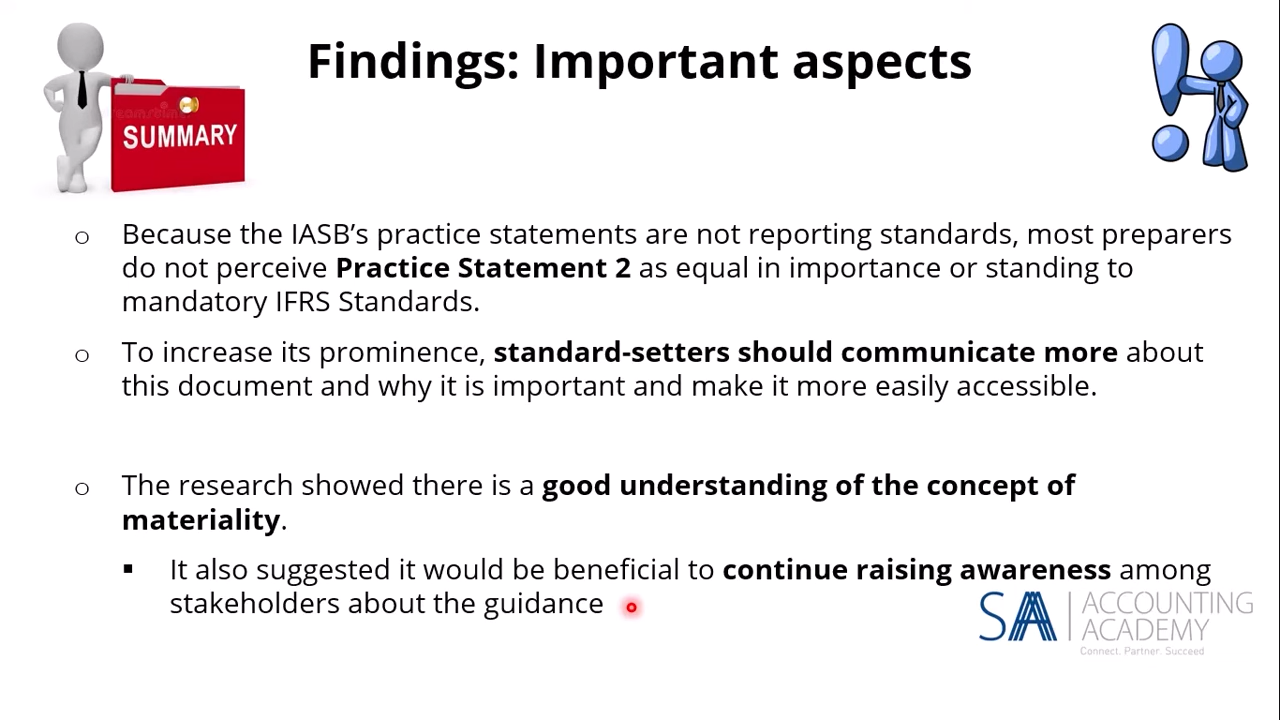 Findings: Important aspects
SUMMARY
o Because the IASB’s practice statements are not reporting standards, most preparers
do not perceive Practice Statement 2 as equal in importance or standing to
mandatory IFRS Standards.
o To increase its prominence, standard-setters should communicate more about
this document and why it is important and make it more easily accessible.
o The research showed there is a good understanding of the concept of
materiality.
▪ It also suggested it would be beneficial to continue raising awareness among
stakeholders about the guidance
SAA ACCOUNTING
ACADEMY
Connect. Partner. Succeed